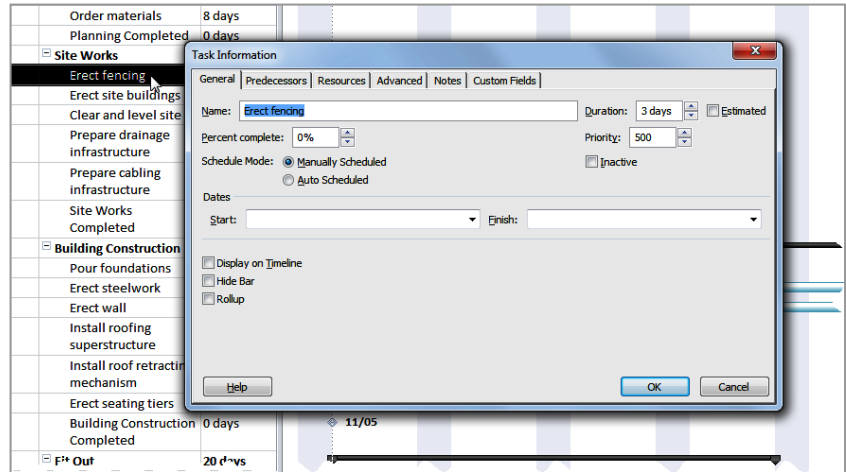 Order materials 8 days
Planning Completed 0 days
Site Works
Erect fencing
Erect site buildings
Clear and level site
Prepare drainage
infrastructure
Prepare cabling
infrastructure
Site Works
Completed
Building Construction
Pour foundations
Erect steelwork
Erect wall
Install roofing
superstructure
Install roof retractin
mechanism
Erect seating tiers
Building Construction 0 days
Completed
11/05
Fit Out 20 days
Task Information
General Predecessors Resources Advanced Notes Custom Fields
Name: Erect fencing Duration: 3 days Estimated
Percent complete: 0% Priority: 500
Schedule Mode: Manually Scheduled Inactive
Auto Scheduled
Dates
Start: Finish:
Display on Timeline
Hide Bar
Rollup
Help OK Cancel